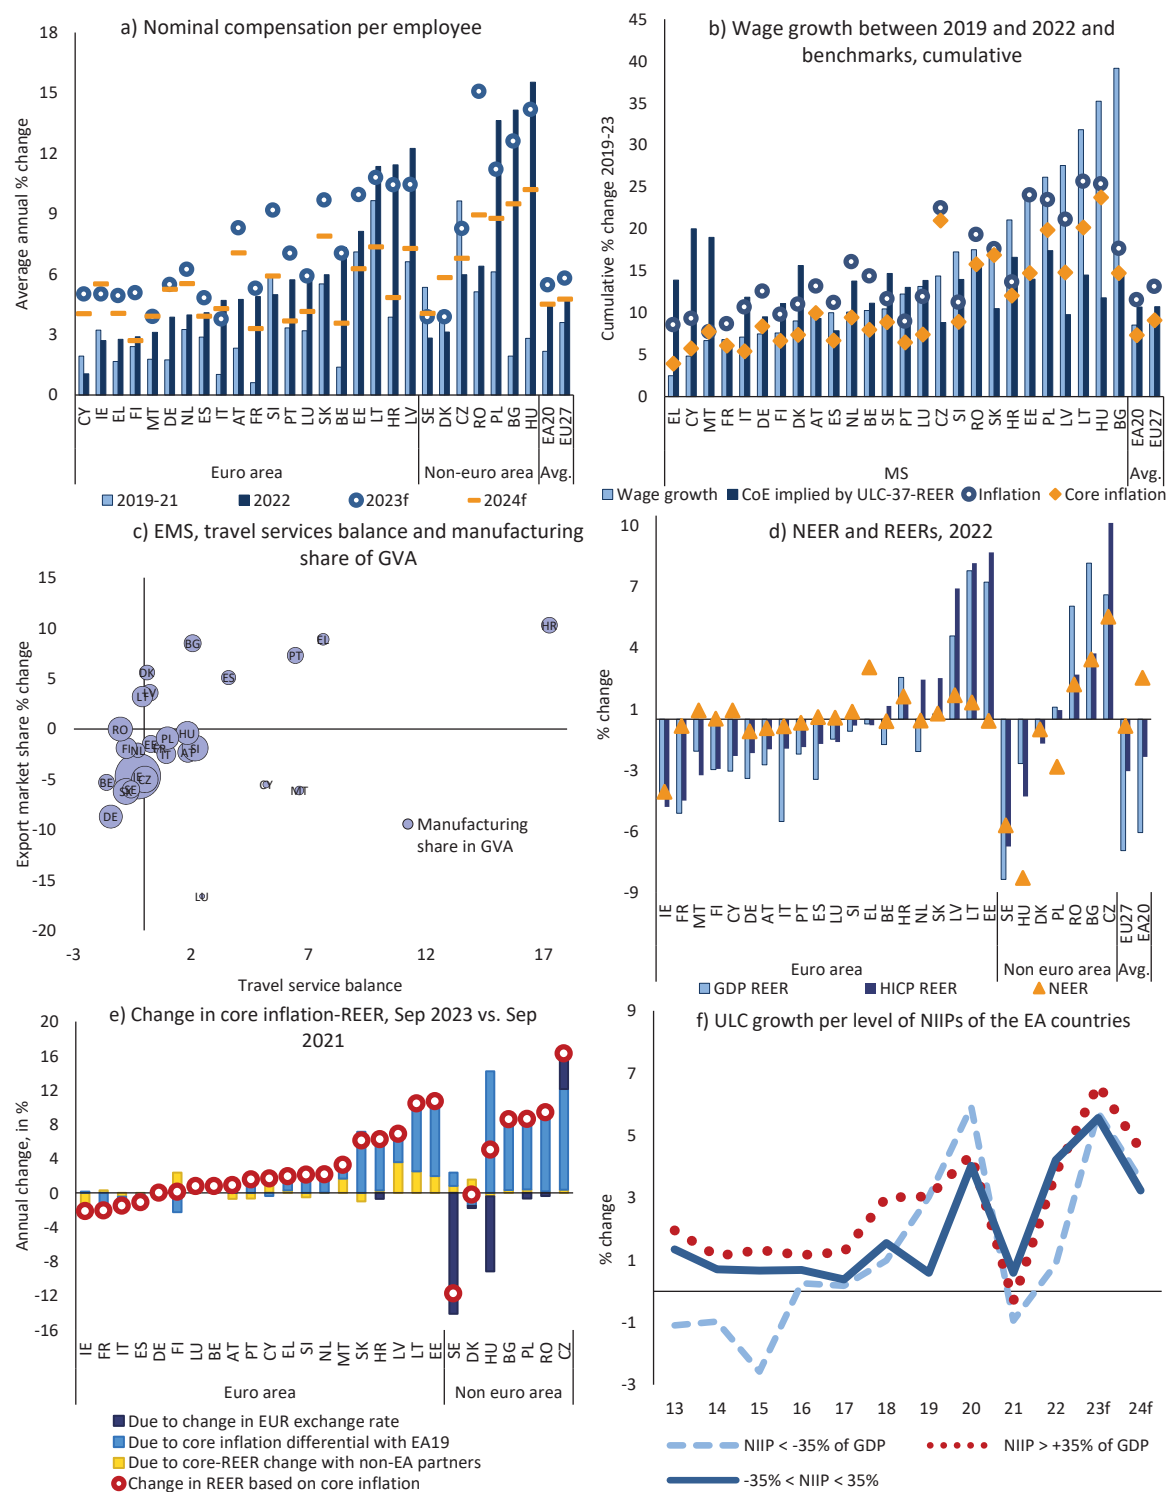 a) Nominal compensation per employee
18
15
12
9
6
3
0
Average annual % change
CY IE EL FI MT DE NL ES IT AT FR SI PT LU SK BE EE LT HR LV SE DK CZ RO PL BG HU EA20 EU27
Euro area Non-euro area Avg.
2019-21 2022 2023f 2024f
b) Wage growth between 2019 and 2022 and
benchmarks, cumulative
45
40
35
30
25
20
15
10
5
0
Cumulative % change 2019-23
EL CY MT FR IT DE FI DK AT ES NL BE SE PT LU CZ SI RO SK HR EE PL LV LT HU BG EA20 EU27
MS Avg.
Wage growth CoE implied by ULC-37-REER Inflation Core inflation
c) EMS, travel services balance and manufacturing
share of GVA
15
10
5
0
-5
-10
-15
-20
Export market share % change
HR
BG
EL
PT
DK
ES
LV
LT
RO
HU
PL
FI
NL
EE
FR
IT
AT
SI
IE
CZ
BE
SK
SE
CY
MT
DE
LU
Manufacturing
share in GVA
-3 2 7 12 17
Travel service balance
d) NEER and REERs, 2022
10
7
4
1
-3
-6
-9
% change
IE FR MT FI CY DE AT IT PT ES LU SI EL BE HR NL SK LV LT EE SE HU DK PL RO BG CZ EU27 EA20
Euro area Non euro area Avg.
GDP REER HICP REER NEER
e) Change in core inflation-REER, Sep 2023 vs. Sep
2021
20
16
12
8
4
0
-4
-8
-12
-16
Annual change, in %
IE FR IT ES DE FI LU BE AT PT CY EL SI NL MT SK HR LV LT EE SE DK HU BG PL RO CZ
Euro area Non euro area
Due to change in EUR exchange rate
Due to core inflation differential with EA19
Due to core-REER change with non-EA partners
Change in REER based on core inflation
f) ULC growth per level of NIIPs of the EA countries
9
7
5
3
1
-1
-3
% change
13 14 15 16 17 18 19 20 21 22 23f 24f
NIIP < -35% of GDP NIIP > +35% of GDP
-35% < NIIP < 35%